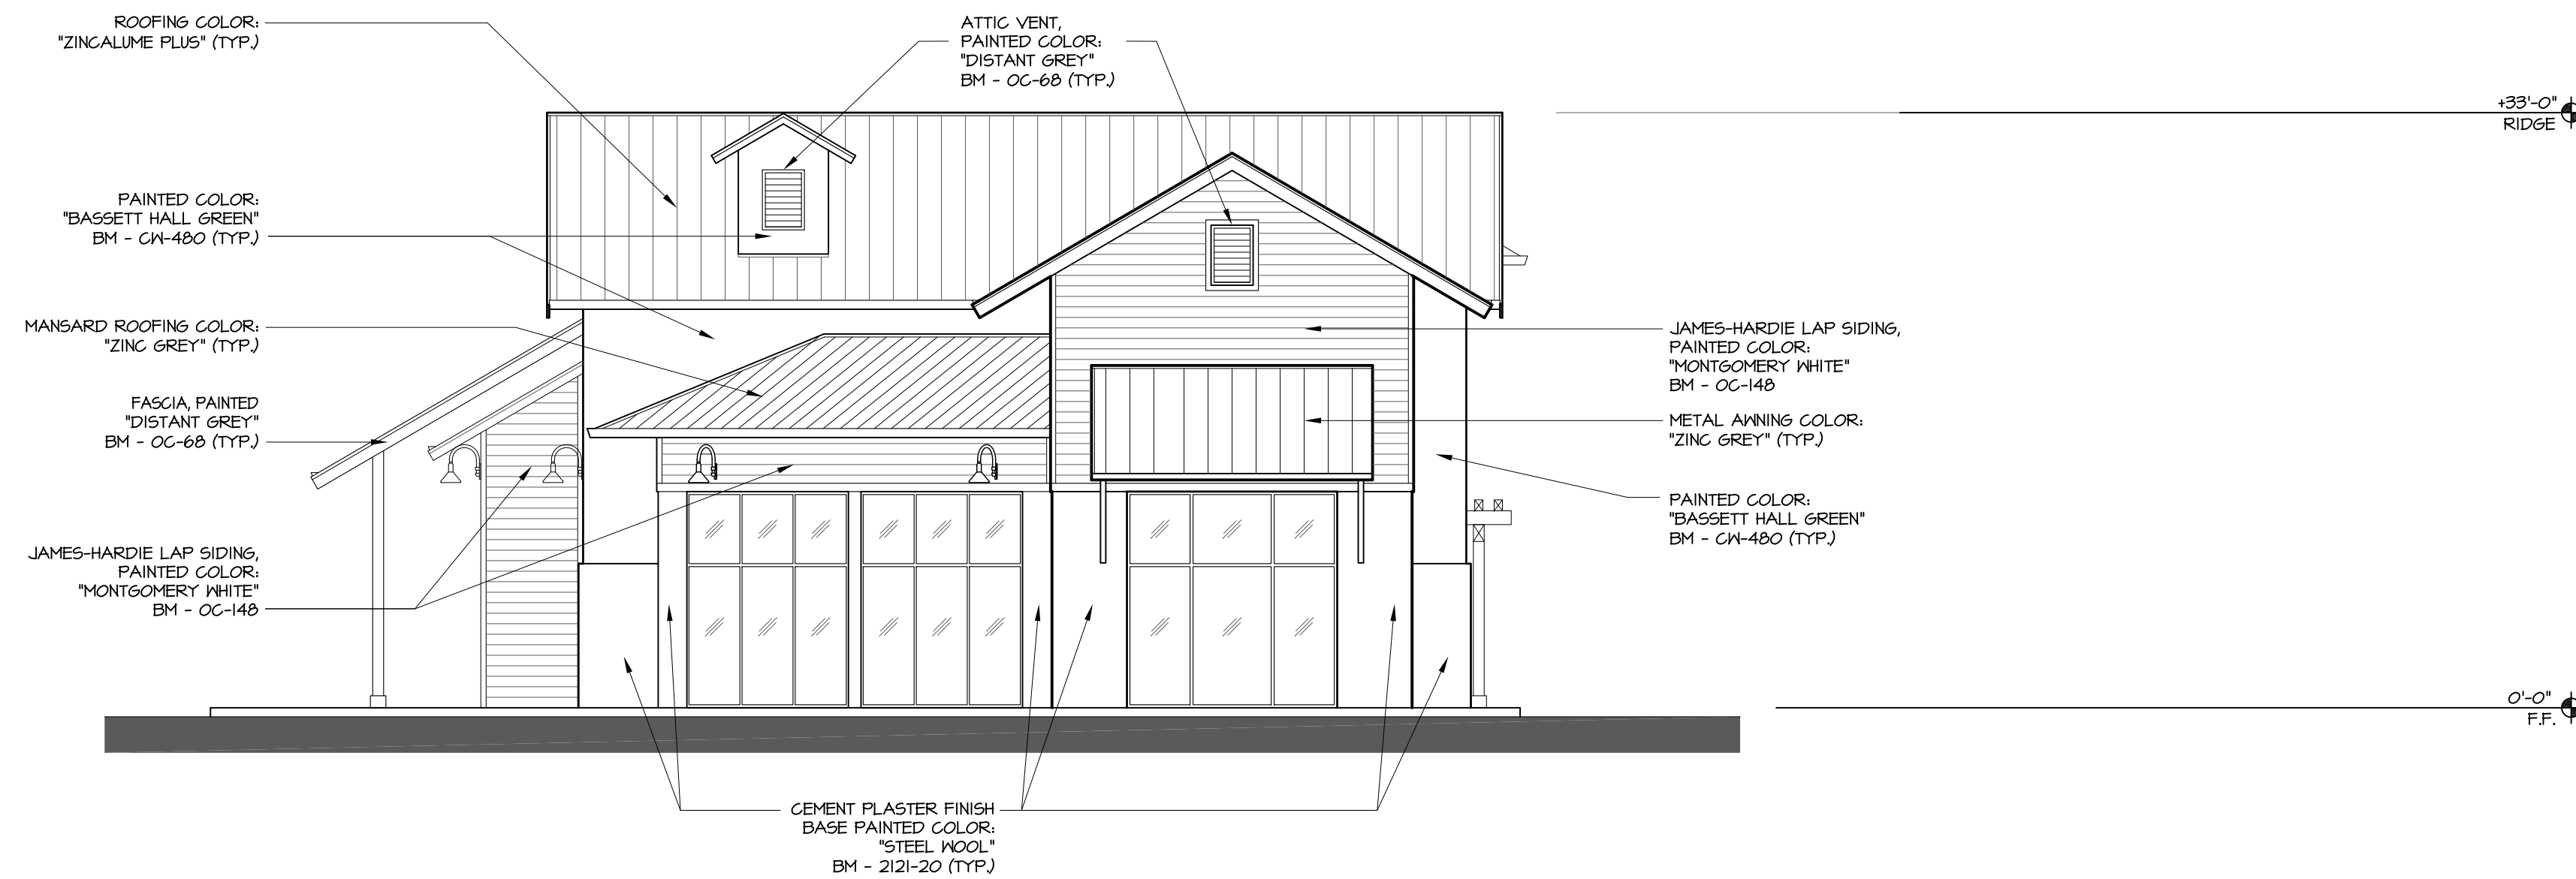 ROOFING COLOR:
"ZINCALUME PLUS" (TYP.)
ATTIC VENT,
PAINTED COLOR:
"DISTANT GREY"
BM - OC-68 (TYP.)
+33'-0"
RIDGE
PAINTED COLOR:
"BASSETT HALL GREEN"
BM - CW-480 (TYP.)
MANSARD ROOFING COLOR:
"ZINC GREY" (TYP.)
FASCIA, PAINTED
"DISTANT GREY"
BM - OC-68 (TYP.)
JAMES-HARDIE LAP SIDING,
PAINTED COLOR:
"MONTGOMERY WHITE"
BM - OC-148
JAMES-HARDIE LAP SIDING,
PAINTED COLOR:
"MONTGOMERY WHITE"
BM - OC-148
METAL AWNING COLOR:
"ZINC GREY" (TYP.)
PAINTED COLOR:
"BASSETT HALL GREEN"
BM - CW-480 (TYP.)
0'-0"
F.F.
CEMENT PLASTER FINISH
BASE PAINTED COLOR:
"STEEL WOOL"
BM - 2121-20 (TYP.)